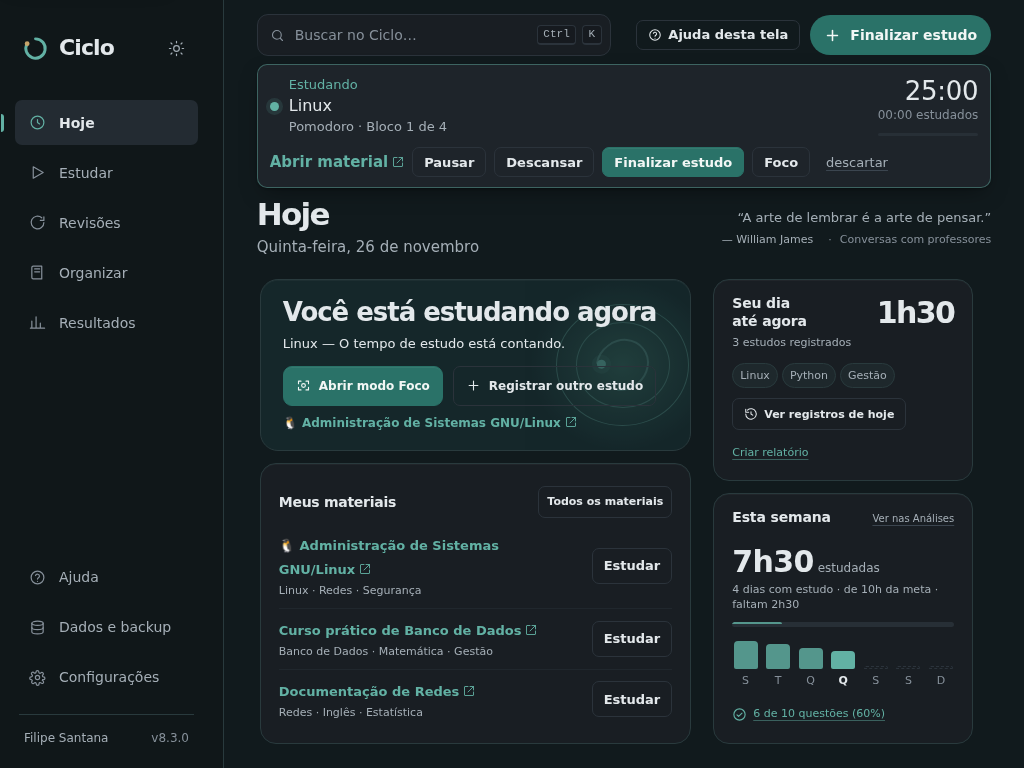 Ciclo
Hoje
Estudar
Revisões
Organizar
Resultados
Ajuda
Dados e backup
Configurações
Filipe Santana v8.3.0
Buscar no Ciclo… Ctrl K
Ajuda desta tela
Finalizar estudo
Estudando
Linux
Pomodoro · Bloco 1 de 4
25:00
00:00 estudados
Abrir material Pausar Descansar Finalizar estudo Foco descartar
Hoje
Quinta-feira, 26 de novembro
“A arte de lembrar é a arte de pensar.”
— William James · Conversas com professores
Você está estudando agora
Linux — O tempo de estudo está contando.
Abrir modo Foco Registrar outro estudo
Administração de Sistemas GNU/Linux
Meus materiais Todos os materiais
Administração de Sistemas
GNU/Linux
Linux · Redes · Segurança
Estudar
Curso prático de Banco de Dados
Banco de Dados · Matemática · Gestão
Estudar
Documentação de Redes
Redes · Inglês · Estatística
Estudar
Seu dia
até agora
1h30
3 estudos registrados
Linux Python Gestão
Ver registros de hoje
Criar relatório
Esta semana Ver nas Análises
7h30 estudadas
4 dias com estudo · de 10h da meta ·
faltam 2h30
S T Q Q S S D
6 de 10 questões (60%)